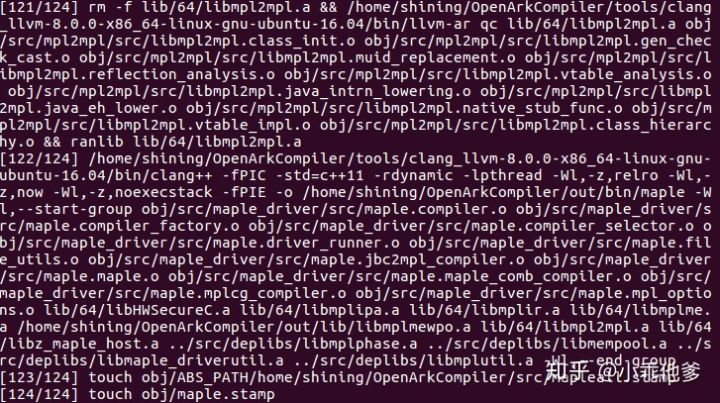 [121/124] rm -f lib/64/libmpl2mpl.a && /home/shining/OpenArkCompiler/tools/clang
_llvm-8.0.0-x86_64-linux-gnu-ubuntu-16.04/bin/llvm-ar qc lib/64/libmpl2mpl.a obj
/src/mpl2mpl/src/libmpl2mpl.class_init.o obj/src/mpl2mpl/src/libmpl2mpl.gen_chec
k_cast.o obj/src/mpl2mpl/src/libmpl2mpl.muid_replacement.o obj/src/mpl2mpl/src/l
ibmpl2mpl.reflection_analysis.o obj/src/mpl2mpl/src/libmpl2mpl.vtable_analysis.o
 obj/src/mpl2mpl/src/libmpl2mpl.java_intrn_lowering.o obj/src/mpl2mpl/src/libmpl
2mpl.java_eh_lower.o obj/src/mpl2mpl/src/libmpl2mpl.native_stub_func.o obj/src/m
pl2mpl/src/libmpl2mpl.vtable_impl.o obj/src/mpl2mpl/src/libmpl2mpl.class_hierarc
hy.o && ranlib lib/64/libmpl2mpl.a
[122/124] /home/shining/OpenArkCompiler/tools/clang_llvm-8.0.0-x86_64-linux-gnu-
ubuntu-16.04/bin/clang++ -fPIC -std=c++11 -rdynamic -lpthread -Wl,-z,relro -Wl,-
z,now -Wl,-z,noexecstack -fPIE -o /home/shining/OpenArkCompiler/out/bin/maple -W
l,--start-group obj/src/maple_driver/src/maple.compiler.o obj/src/maple_driver/s
rc/maple.compiler_factory.o obj/src/maple_driver/src/maple.compiler_selector.o o
bj/src/maple_driver/src/maple.driver_runner.o obj/src/maple_driver/src/maple.fil
e_utils.o obj/src/maple_driver/src/maple.jbc2mpl_compiler.o obj/src/maple_driver
/src/maple.maple.o obj/src/maple_driver/src/maple.maple_comb_compiler.o obj/src/
maple_driver/src/maple.mplcg_compiler.o obj/src/maple_driver/src/maple.mpl_optio
ns.o lib/64/libHWSecureC.a lib/64/libmplipa.a lib/64/libmplir.a lib/64/libmplme.
a /home/shining/OpenArkCompiler/out/lib/libmplmewpo.a lib/64/libmpl2mpl.a lib/64
/libz_maple_host.a ../src/deplibs/libmplphase.a ../src/deplibs/libmempool.a ../s
rc/deplibs/libmaple_driverutil.a ../src/deplibs/libmplutil.a -Wl,--end-group
[123/124] touch obj/ABS_PATH/home/shining/OpenArkCompiler/src/mapleall.stamp
[124/124] touch obj/maple.stamp
知乎 @小乖他爹